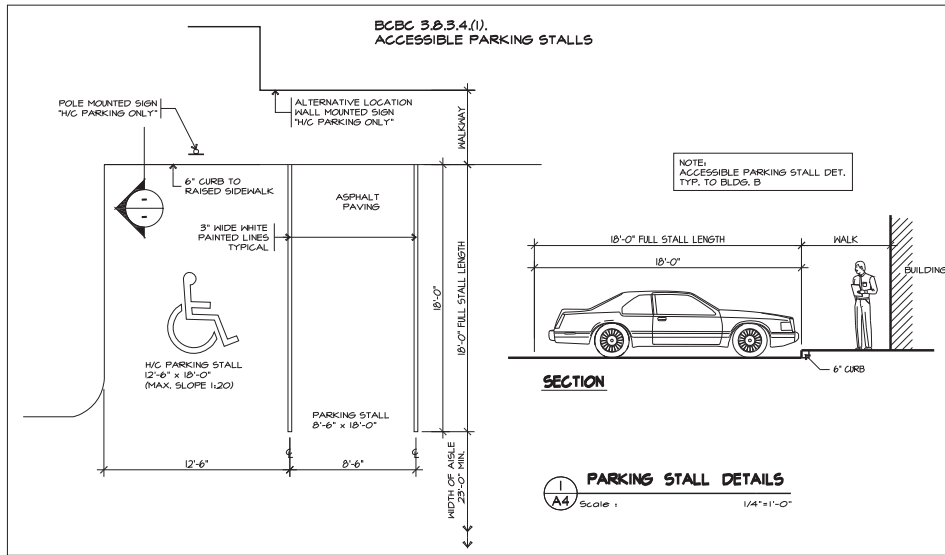 BCBC 3.8.3.4.(1).
ACCESSIBLE PARKING STALLS
POLE MOUNTED SIGN
"H/C PARKING ONLY"
ALTERNATIVE LOCATION
WALL MOUNTED SIGN
"H/C PARKING ONLY"
WALKWAY
6" CURB TO
RAISED SIDEWALK
ASPHALT
PAVING
3" WIDE WHITE
PAINTED LINES
TYPICAL
18'-0"
18'-0" FULL STALL LENGTH
H/C PARKING STALL
12'-6" x 18'-0"
(MAX. SLOPE 1:20)
PARKING STALL
8'-6" x 18'-0"
12'-6"
8'-6"
WIDTH OF AISLE
23'-0" MIN.
NOTE:
ACCESSIBLE PARKING STALL DET.
TYP. TO BLDG. B
18'-0" FULL STALL LENGTH
WALK
18'-0"
BUILDING
6" CURB
SECTION
1
A4
PARKING STALL DETAILS
Scale :
1/4"=1'-0"